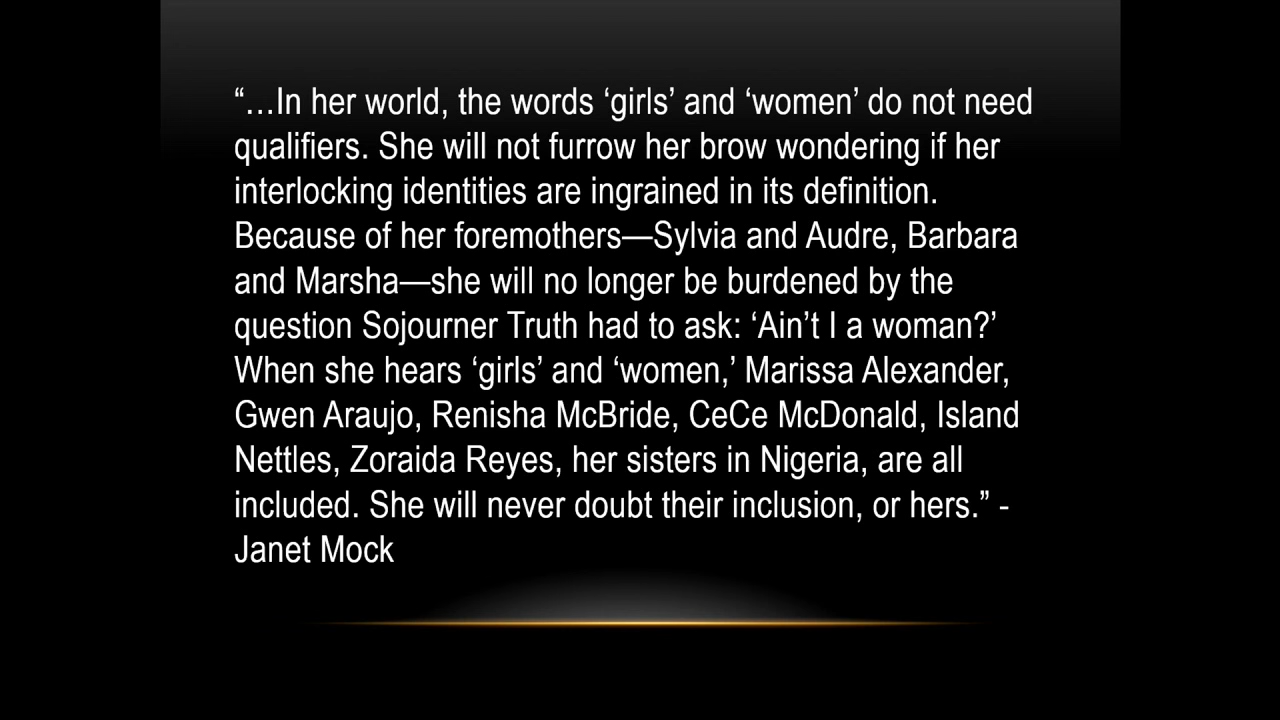 “…In her world, the words ‘girls’ and ‘women’ do not need
qualifiers. She will not furrow her brow wondering if her
interlocking identities are ingrained in its definition.
Because of her foremothers—Sylvia and Audre, Barbara
and Marsha—she will no longer be burdened by the
question Sojourner Truth had to ask: ‘Ain’t I a woman?’
When she hears ‘girls’ and ‘women,’ Marissa Alexander,
Gwen Araujo, Renisha McBride, CeCe McDonald, Island
Nettles, Zoraida Reyes, her sisters in Nigeria, are all
included. She will never doubt their inclusion, or hers.” -
Janet Mock